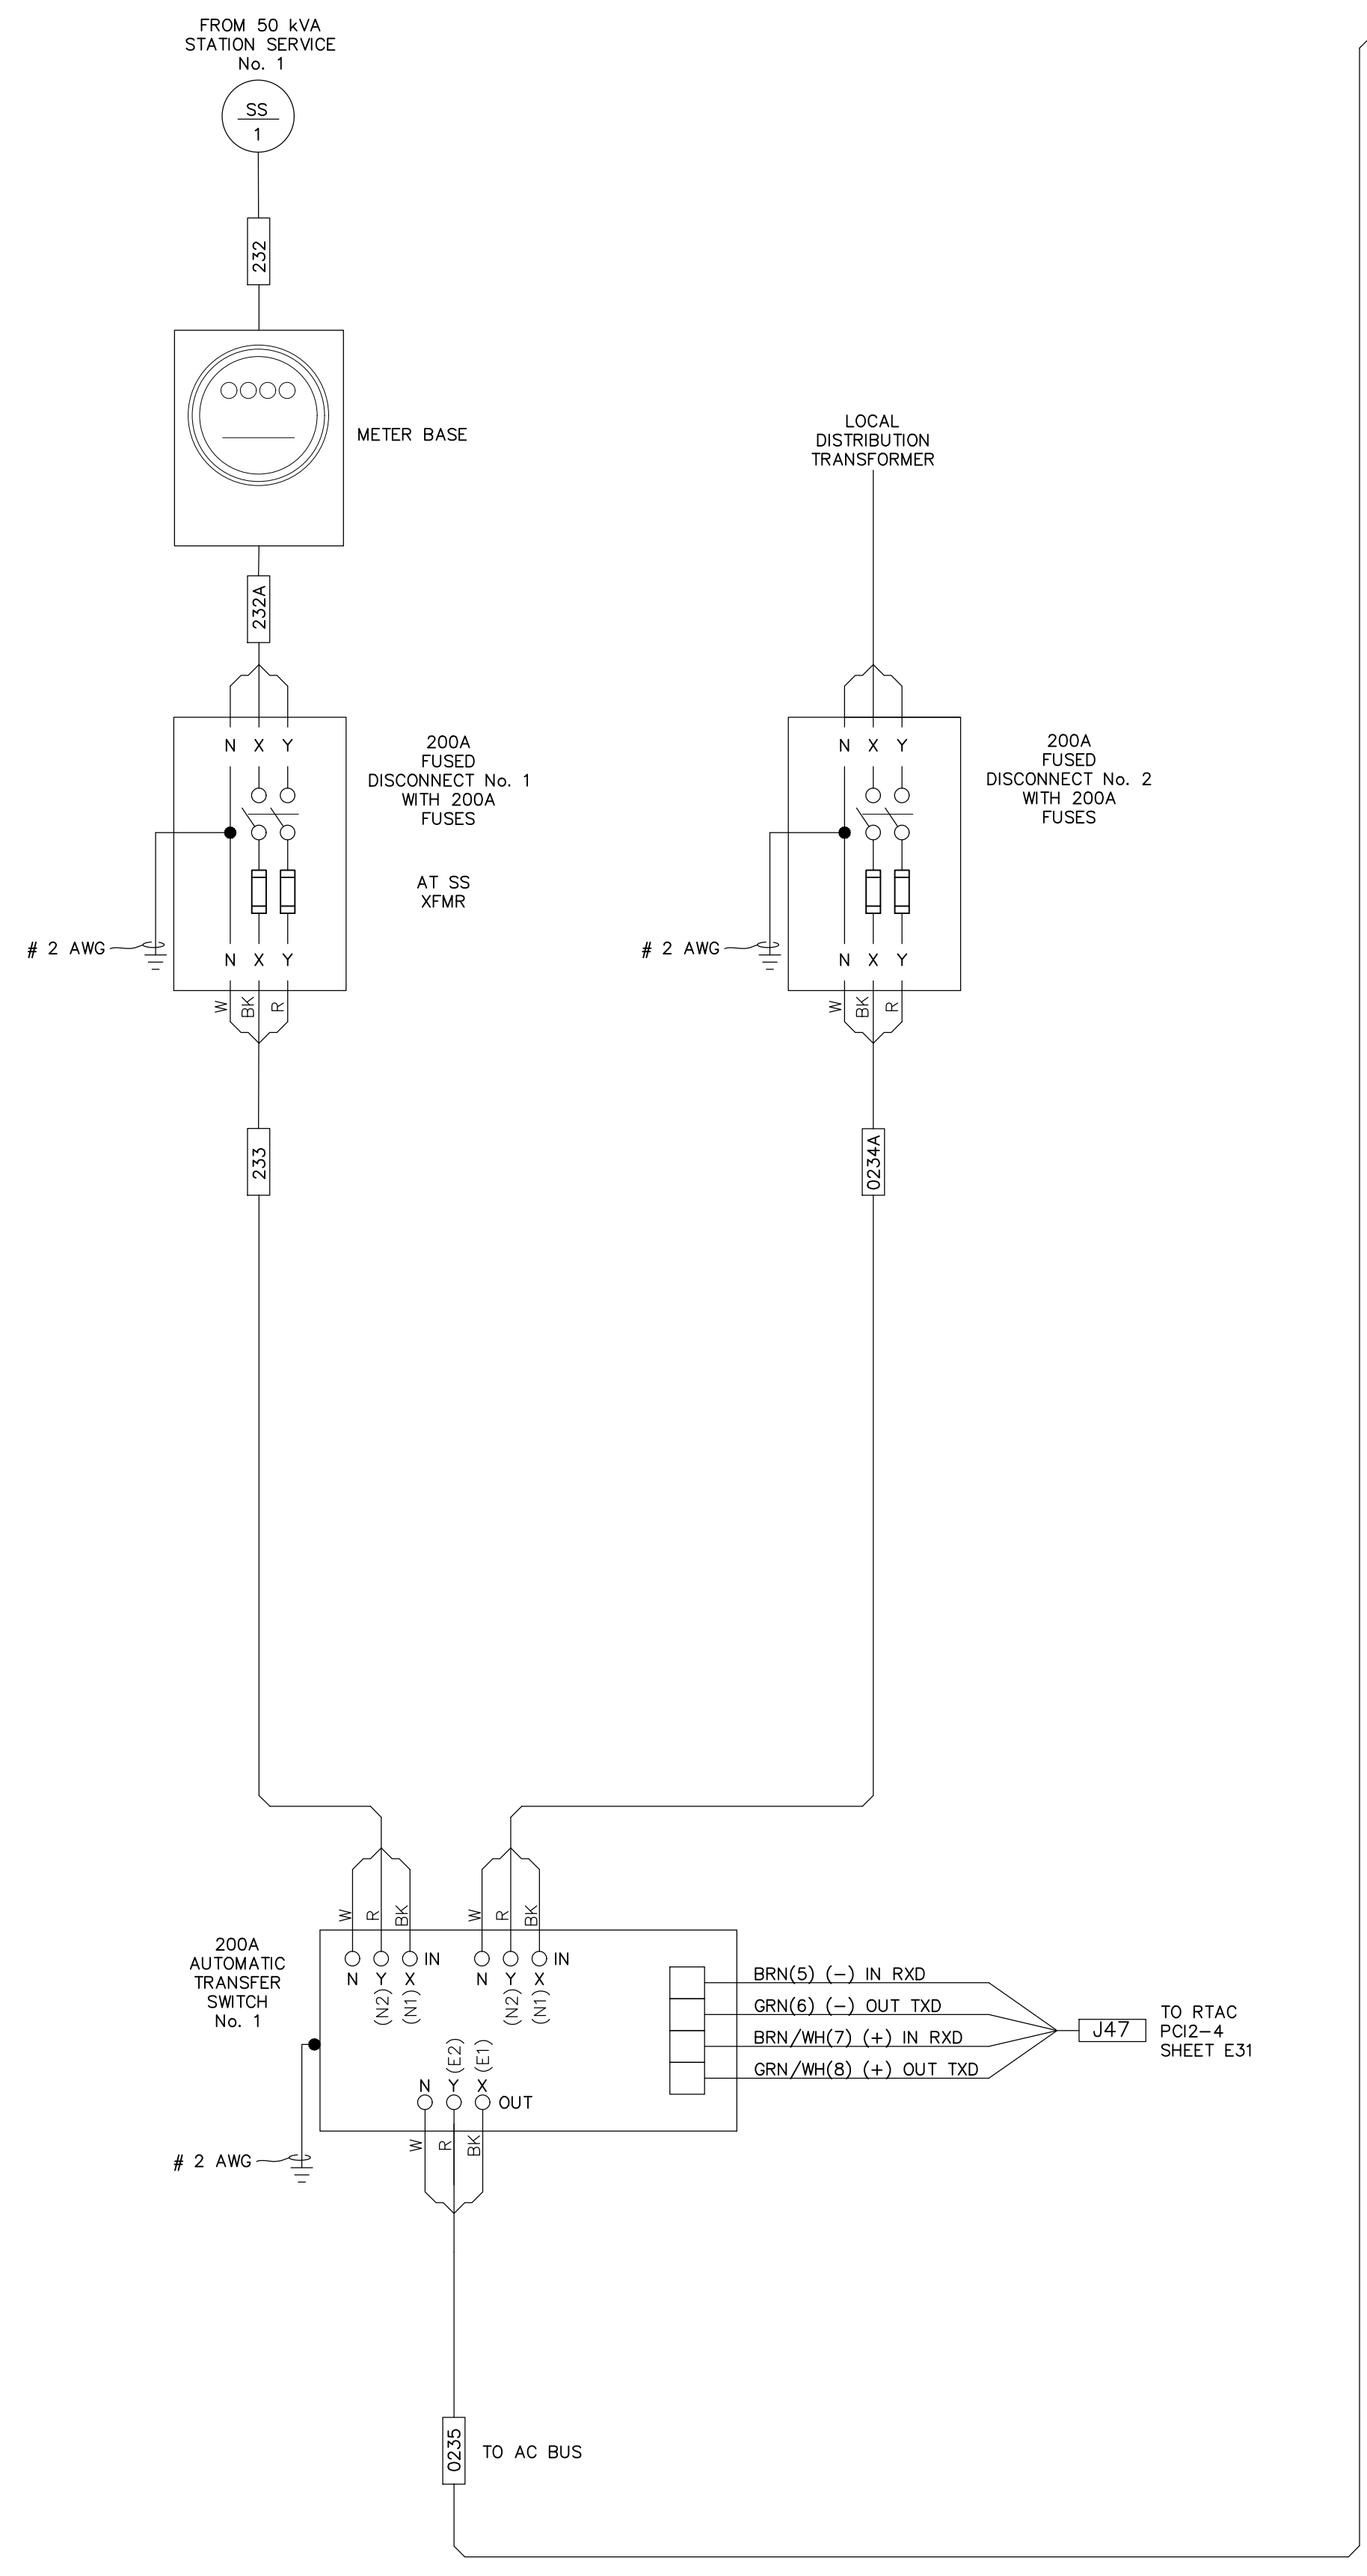 FROM 50 kVA
STATION SERVICE
No. 1
SS
1
232
METER BASE
232A
LOCAL
DISTRIBUTION
TRANSFORMER
N X Y
200A
FUSED
DISCONNECT No. 1
WITH 200A
FUSES
AT SS
XFMR
# 2 AWG
N X Y
W BK R
233
N X Y
200A
FUSED
DISCONNECT No. 2
WITH 200A
FUSES
# 2 AWG
N X Y
W BK R
0234A
W R BK
W R BK
200A
AUTOMATIC
TRANSFER
SWITCH
No. 1
N Y X IN
(N2) (N1)
N Y X IN
(N2) (N1)
(E2) (E1)
N Y X OUT
W R BK
# 2 AWG
BRN(5) (-) IN RXD
GRN(6) (-) OUT TXD
BRN/WH(7) (+) IN RXD
GRN/WH(8) (+) OUT TXD
J47
TO RTAC
PCI2-4
SHEET E31
0235
TO AC BUS